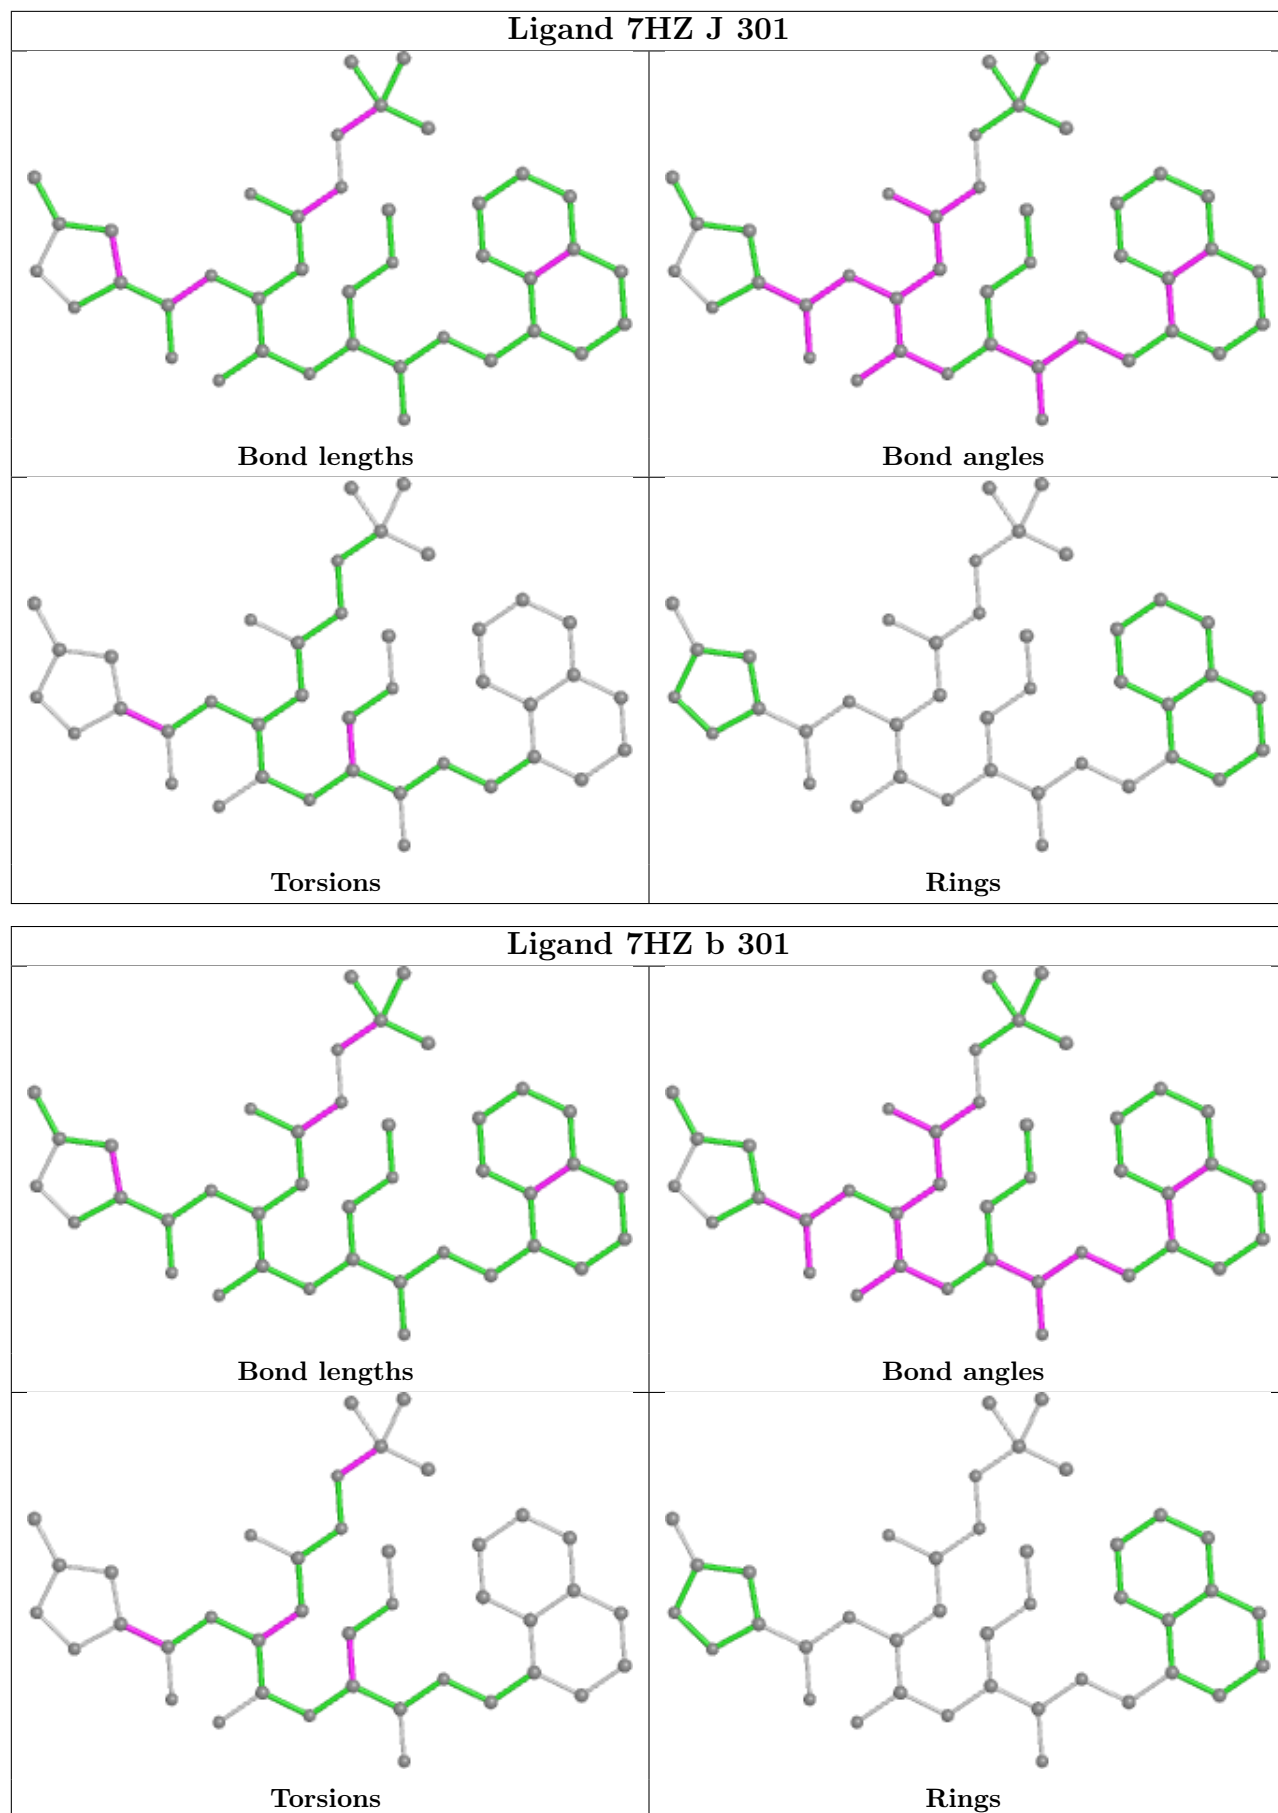 Ligand 7HZ J 301
Bond lengths
Bond angles
Torsions
Rings
Ligand 7HZ b 301
Bond lengths
Bond angles
Torsions
Rings